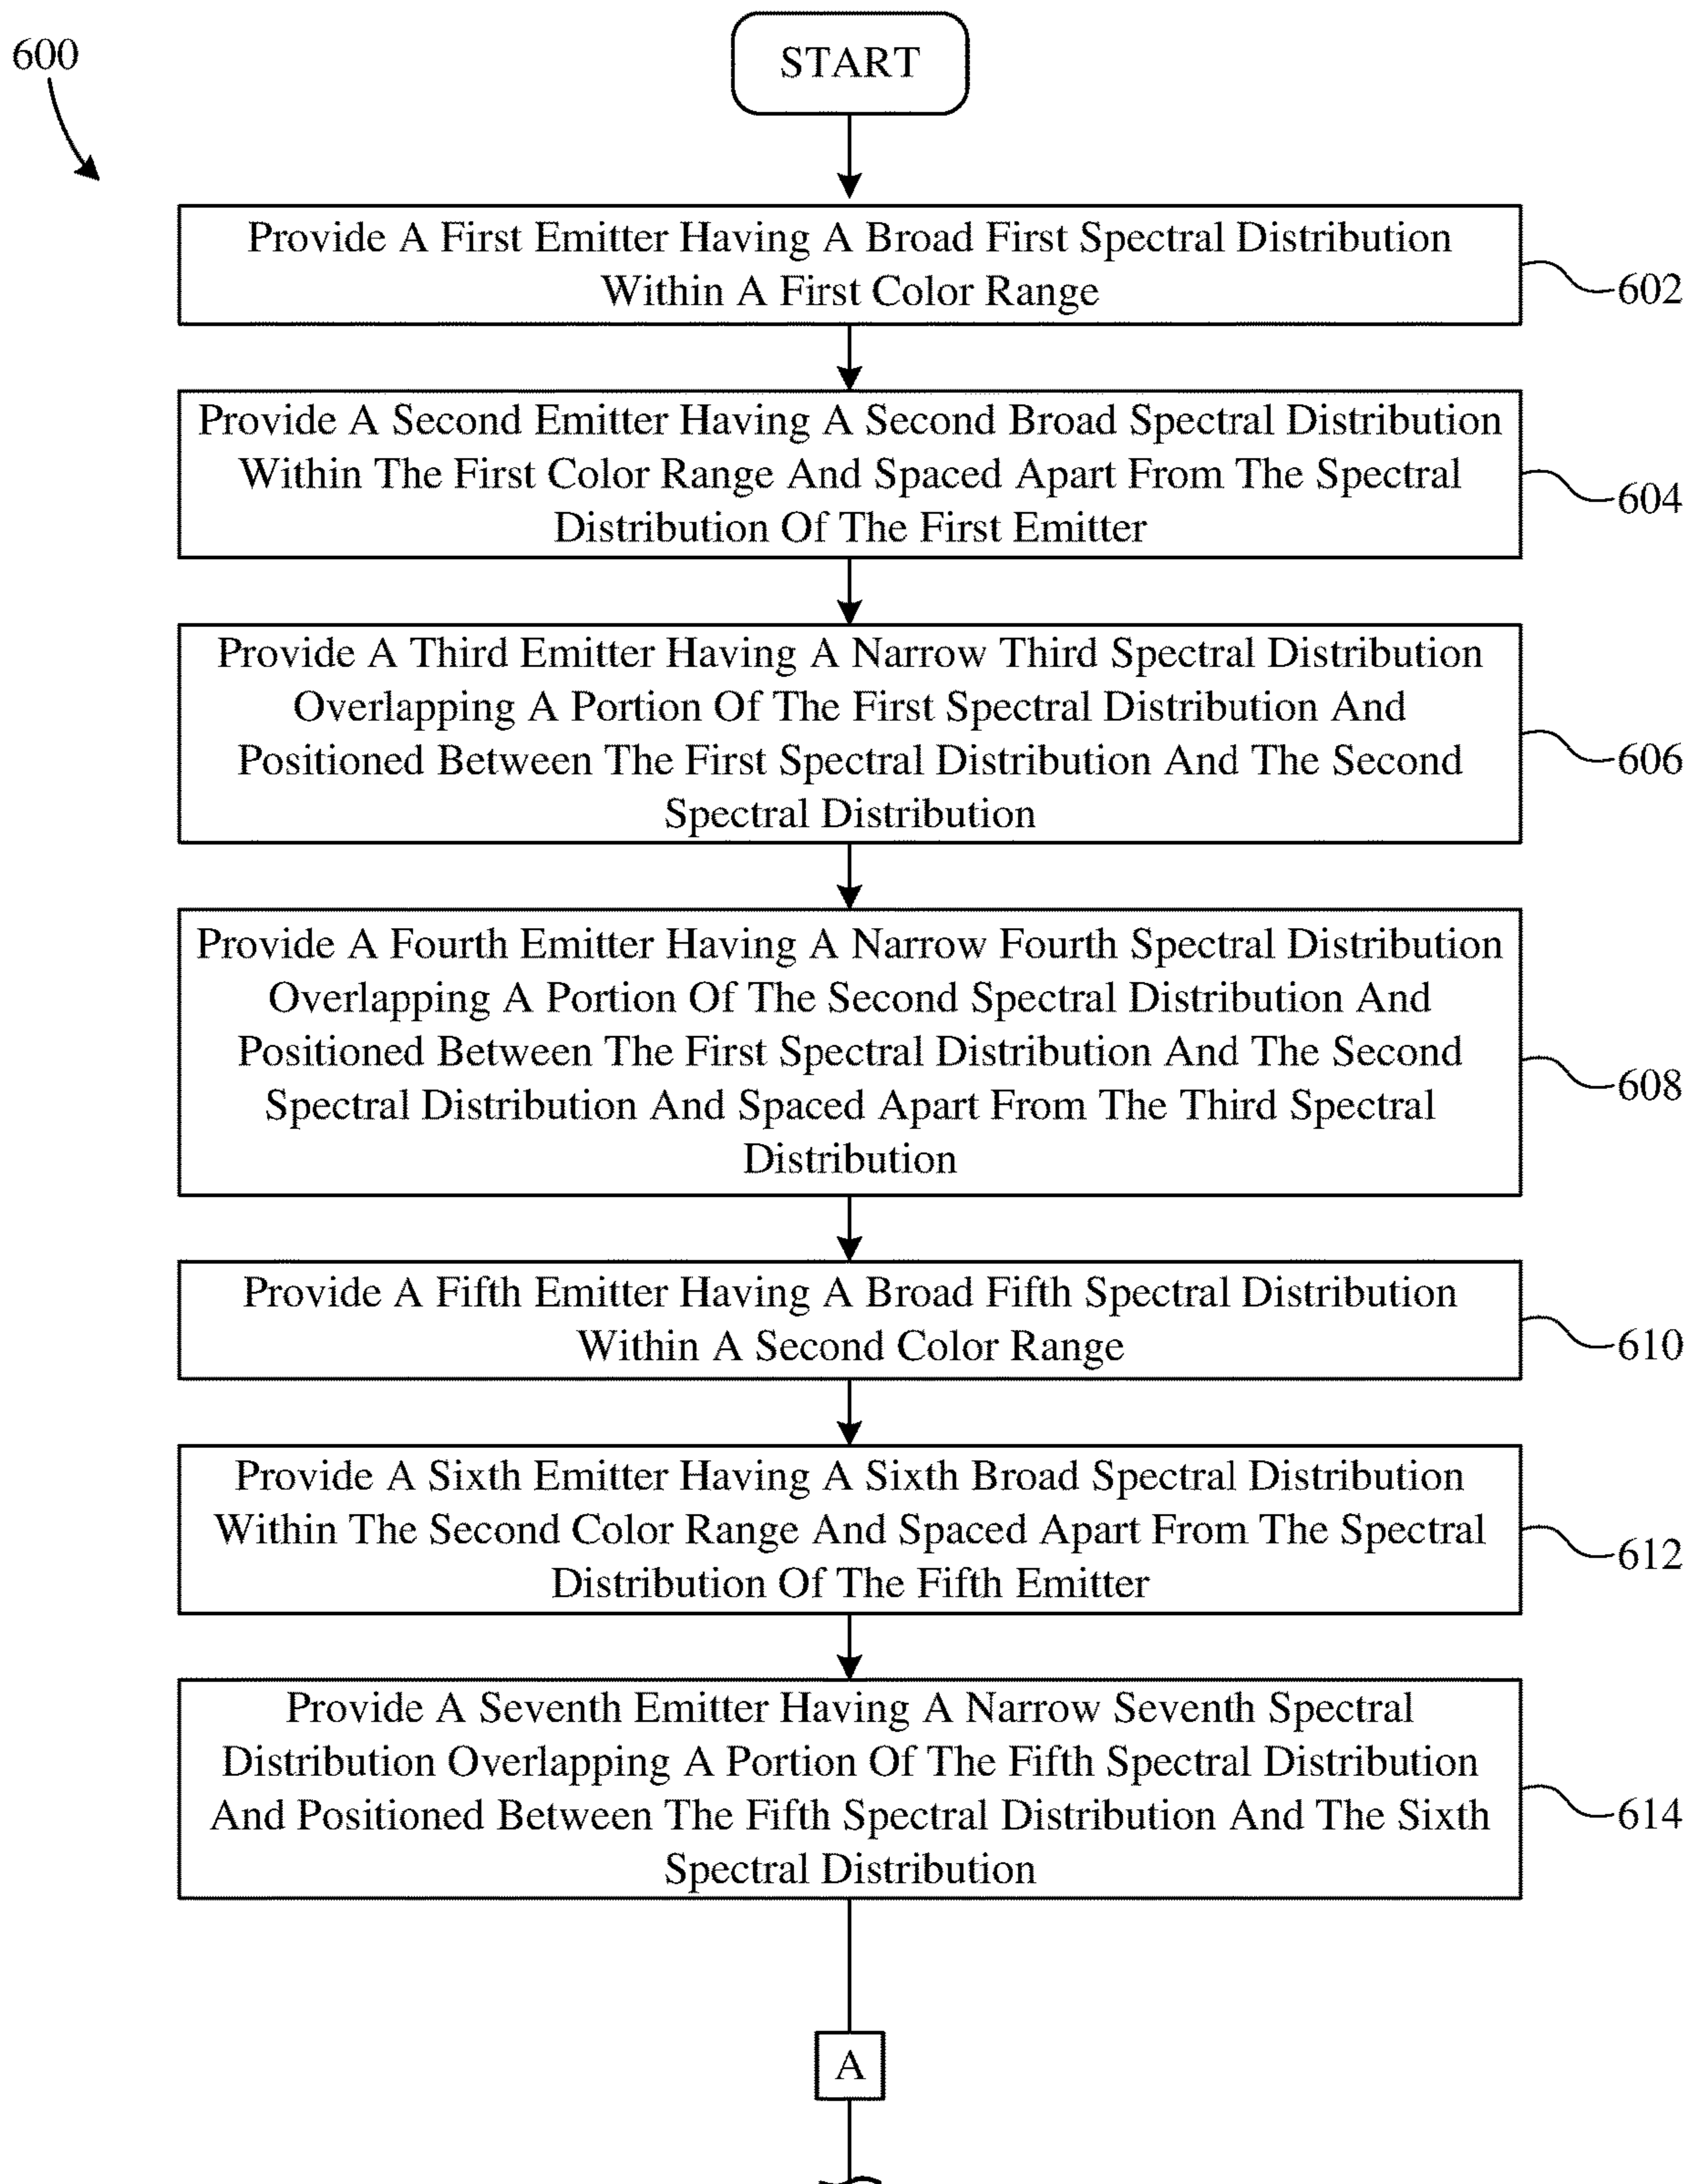 600
START
Provide A First Emitter Having A Broad First Spectral Distribution
Within A First Color Range
602
Provide A Second Emitter Having A Second Broad Spectral Distribution
Within The First Color Range And Spaced Apart From The Spectral
Distribution Of The First Emitter
604
Provide A Third Emitter Having A Narrow Third Spectral Distribution
Overlapping A Portion Of The First Spectral Distribution And
Positioned Between The First Spectral Distribution And The Second
Spectral Distribution
606
Provide A Fourth Emitter Having A Narrow Fourth Spectral Distribution
Overlapping A Portion Of The Second Spectral Distribution And
Positioned Between The First Spectral Distribution And The Second
Spectral Distribution And Spaced Apart From The Third Spectral
Distribution
608
Provide A Fifth Emitter Having A Broad Fifth Spectral Distribution
Within A Second Color Range
610
Provide A Sixth Emitter Having A Sixth Broad Spectral Distribution
Within The Second Color Range And Spaced Apart From The Spectral
Distribution Of The Fifth Emitter
612
Provide A Seventh Emitter Having A Narrow Seventh Spectral
Distribution Overlapping A Portion Of The Fifth Spectral Distribution
And Positioned Between The Fifth Spectral Distribution And The Sixth
Spectral Distribution
614
A